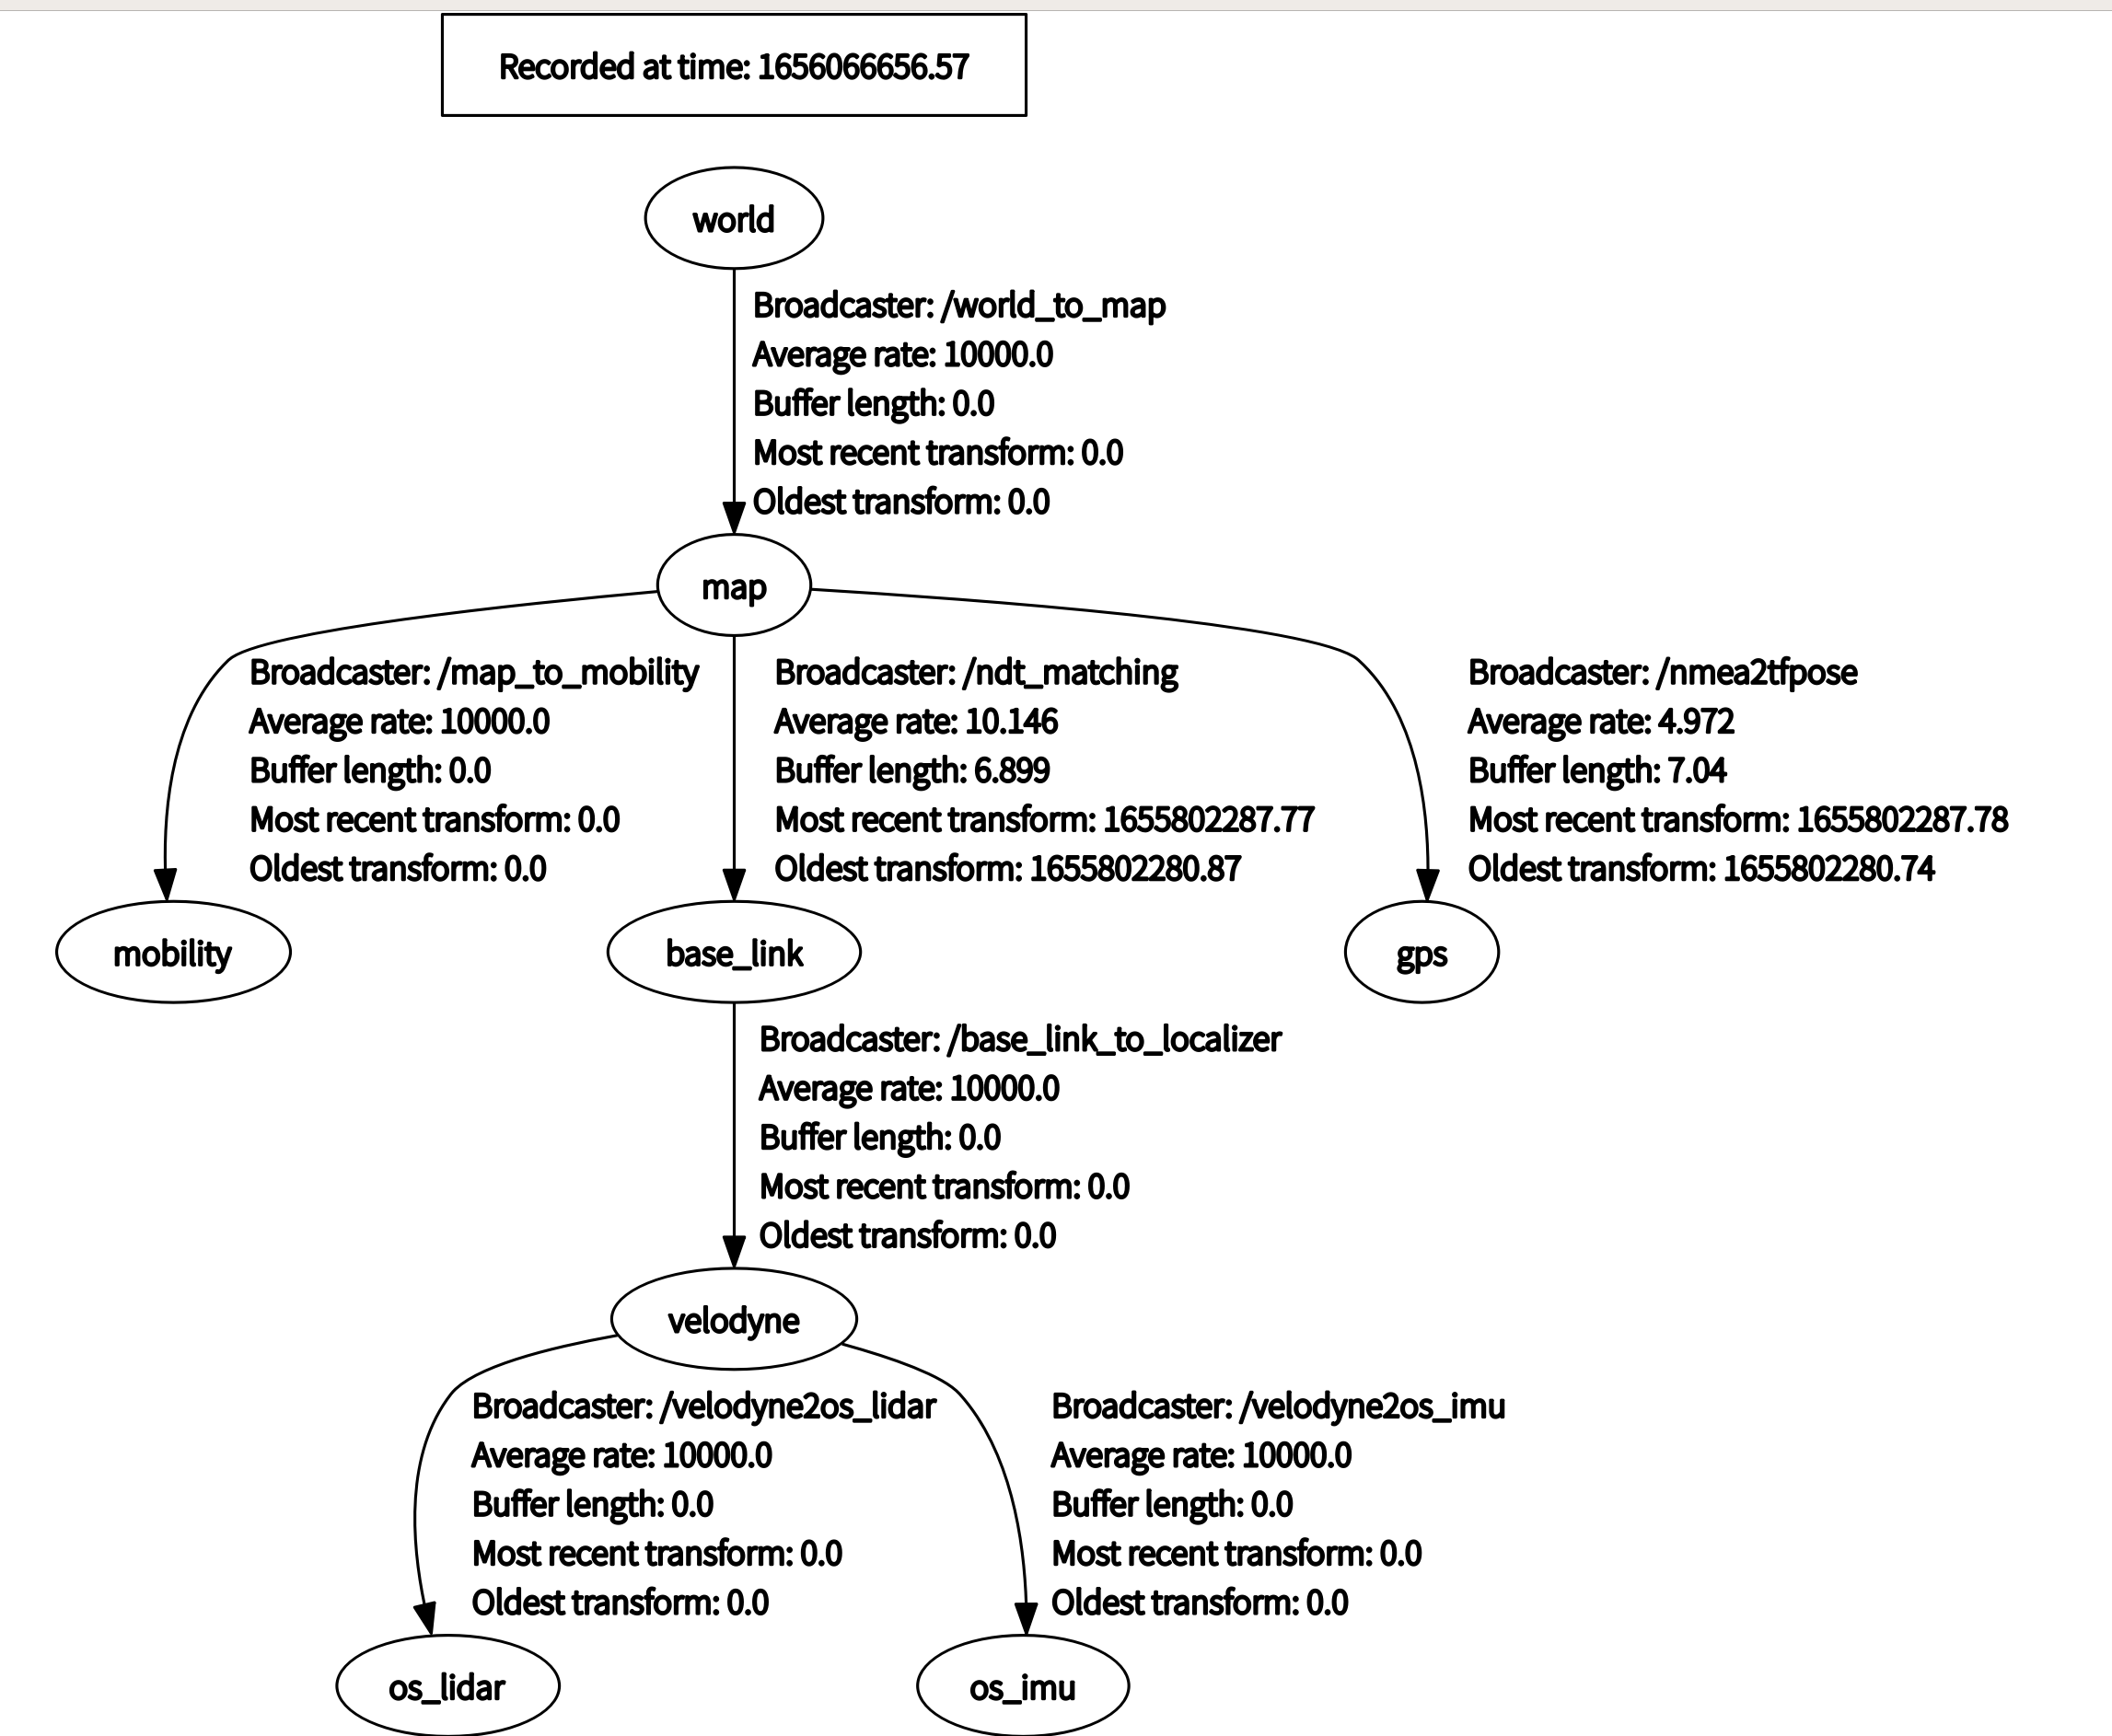 Recorded at time: 1656066656.57
world
Broadcaster: /world_to_map
Average rate: 10000.0
Buffer length: 0.0
Most recent transform: 0.0
Oldest transform: 0.0
map
Broadcaster: /map_to_mobility
Average rate: 10000.0
Buffer length: 0.0
Most recent transform: 0.0
Oldest transform: 0.0
Broadcaster: /ndt_matching
Average rate: 10.146
Buffer length: 6.899
Most recent transform: 1655802287.77
Oldest transform: 1655802280.87
Broadcaster: /nmea2tfpose
Average rate: 4.972
Buffer length: 7.04
Most recent transform: 1655802287.78
Oldest transform: 1655802280.74
mobility
base_link
gps
Broadcaster: /base_link_to_localizer
Average rate: 10000.0
Buffer length: 0.0
Most recent transform: 0.0
Oldest transform: 0.0
velodyne
Broadcaster: /velodyne2os_lidar
Average rate: 10000.0
Buffer length: 0.0
Most recent transform: 0.0
Oldest transform: 0.0
Broadcaster: /velodyne2os_imu
Average rate: 10000.0
Buffer length: 0.0
Most recent transform: 0.0
Oldest transform: 0.0
os_lidar
os_imu